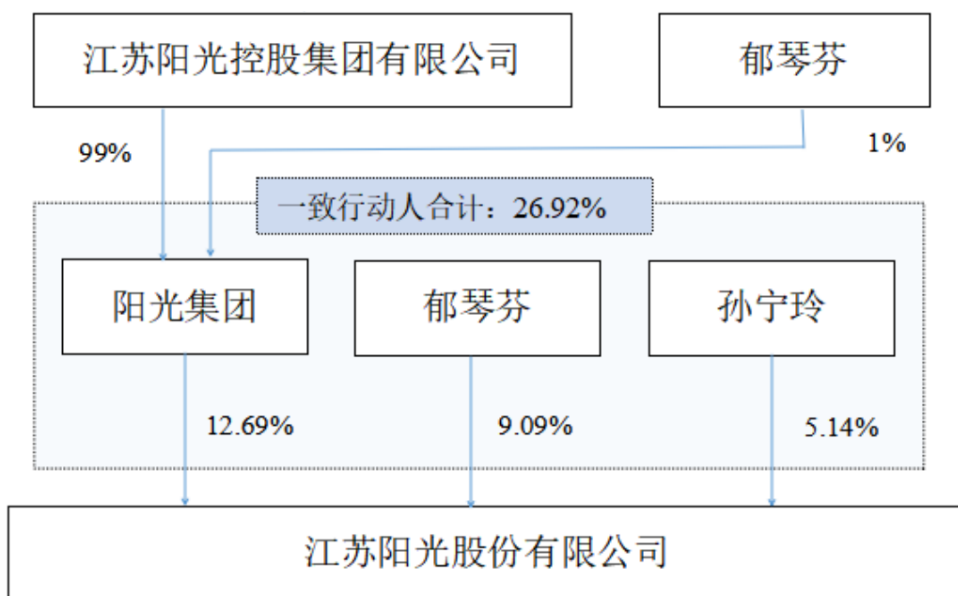 江苏阳光控股集团有限公司
郁琴芬
99%
1%
一致行动人合计：26.92%
阳光集团
郁琴芬
孙宁玲
12.69%
9.09%
5.14%
江苏阳光股份有限公司